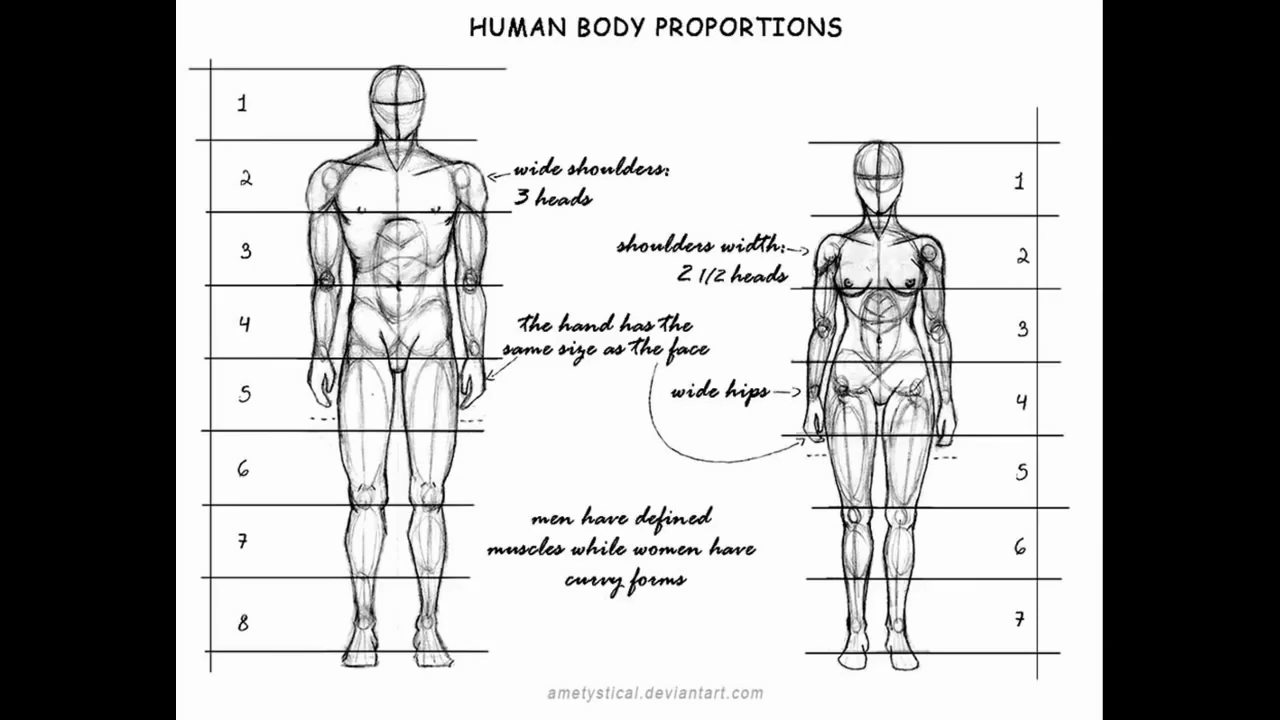 HUMAN BODY PROPORTIONS
1
2
3
4
5
6
7
8
wide shoulders:
3 heads
shoulders width:
2 1/2 heads
the hand has the
same size as the face
wide hips
men have defined
muscles while women have
curvy forms
1
2
3
4
5
6
7
ametystical.deviantart.com